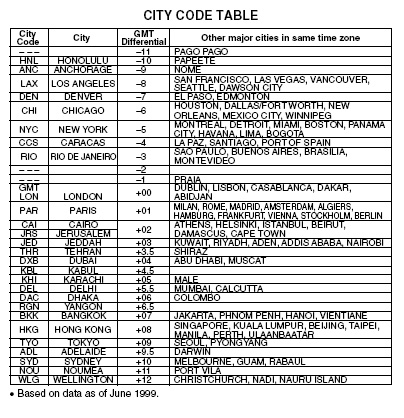 CITY CODE TABLE
City Code City GMT Differential Other major cities in same time zone
– – – –11 PAGO PAGO
HNL HONOLULU –10 PAPEETE
ANC ANCHORAGE –9 NOME
LAX LOS ANGELES –8 SAN FRANCISCO, LAS VEGAS, VANCOUVER,
SEATTLE, DAWSON CITY
DEN DENVER –7 EL PASO, EDMONTON
CHI CHICAGO –6 HOUSTON, DALLAS/FORT WORTH, NEW
ORLEANS, MEXICO CITY, WINNIPEG
NYC NEW YORK –5 MONTREAL, DETROIT, MIAMI, BOSTON, PANAMA
CITY, HAVANA, LIMA, BOGOTA
CCS CARACAS –4 LA PAZ, SANTIAGO, PORT OF SPAIN
RIO RIO DE JANEIRO –3 SAO PAULO, BUENOS AIRES, BRASILIA,
MONTEVIDEO
– – – –2
– – – –1 PRAIA
GMT +00 DUBLIN, LISBON, CASABLANCA, DAKAR,
LON LONDON ABIDJAN
PAR PARIS +01 MILAN, ROME, MADRID, AMSTERDAM, ALGIERS,
HAMBURG, FRANKFURT, VIENNA, STOCKHOLM, BERLIN
CAI CAIRO +02 ATHENS, HELSINKI, ISTANBUL, BEIRUT,
JRS JERUSALEM DAMASCUS, CAPE TOWN
JED JEDDAH +03 KUWAIT, RIYADH, ADEN, ADDIS ABABA, NAIROBI
THR TEHRAN +3.5 SHIRAZ
DXB DUBAI +04 ABU DHABI, MUSCAT
KBL KABUL +4.5
KHI KARACHI +05 MALE
DEL DELHI +5.5 MUMBAI, CALCUTTA
DAC DHAKA +06 COLOMBO
RGN YANGON +6.5
BKK BANGKOK +07 JAKARTA, PHNOM PENH, HANOI, VIENTIANE
HKG HONG KONG +08 SINGAPORE, KUALA LUMPUR, BEIJING, TAIPEI,
MANILA, PERTH, ULAANBAATAR
TYO TOKYO +09 SEOUL, PYONGYANG
ADL ADELAIDE +9.5 DARWIN
SYD SYDNEY +10 MELBOURNE, GUAM, RABAUL
NOU NOUMEA +11 PORT VILA
WLG WELLINGTON +12 CHRISTCHURCH, NADI, NAURU ISLAND
• Based on data as of June 1999.